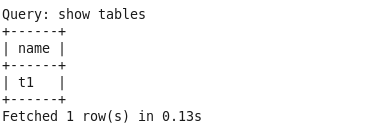 Query: show tables
+------+
| name |
+------+
| t1   |
+------+
Fetched 1 row(s) in 0.13s